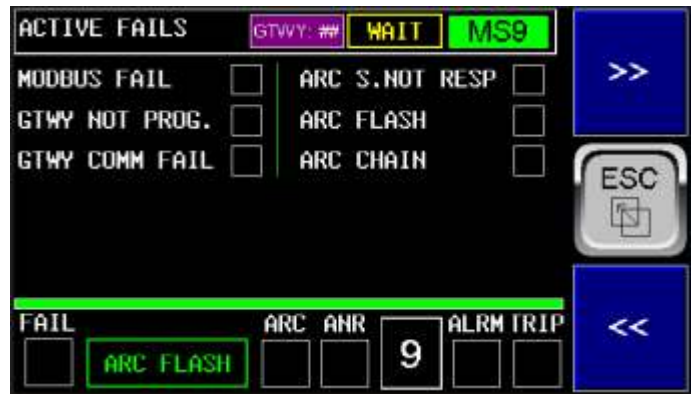 ACTIVE FAILS GTWY: ## WAIT MS9
>>
MODBUS FAIL ARC S.NOT RESP
GTWY NOT PROG. ARC FLASH
GTWY COMM FAIL ARC CHAIN
ESC
FAIL ARC ANR ALRM TRIP
ARC FLASH 9
<<